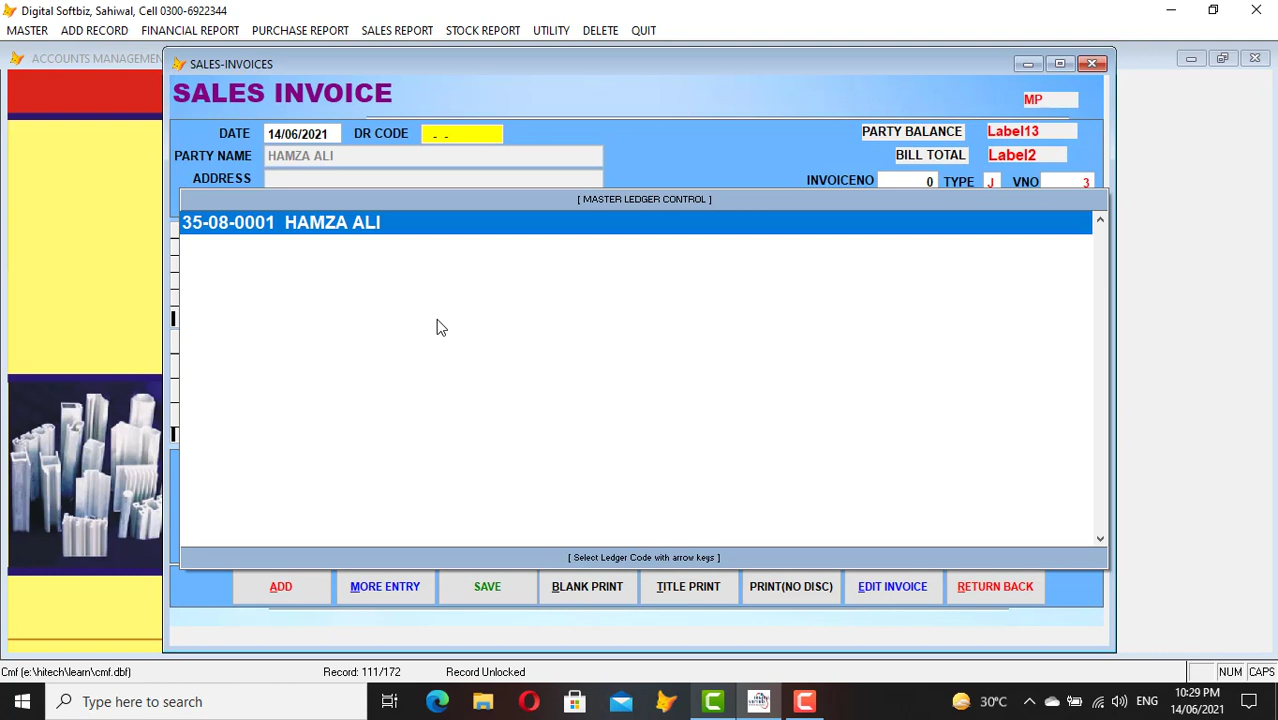 Digital Softbiz, Sahiwal, Cell 0300-6922344
MASTER ADD RECORD FINANCIAL REPORT PURCHASE REPORT SALES REPORT STOCK REPORT UTILITY DELETE QUIT
ACCOUNTS MANAGEMEN
SALES-INVOICES
SALES INVOICE
MP
DATE 14/06/2021 DR CODE - - PARTY BALANCE Label13
PARTY NAME HAMZA ALI BILL TOTAL Label2
ADDRESS INVOICENO 0 TYPE J VNO 3
[ MASTER LEDGER CONTROL ]
35-08-0001 HAMZA ALI
[ Select Ledger Code with arrow keys ]
ADD MORE ENTRY SAVE BLANK PRINT TITLE PRINT PRINT(NO DISC) EDIT INVOICE RETURN BACK
Cmf (e:\hitech\learn\cmf.dbf) Record: 111/172 Record Unlocked NUM CAPS
Type here to search 30°C ENG 10:29 PM
14/06/2021